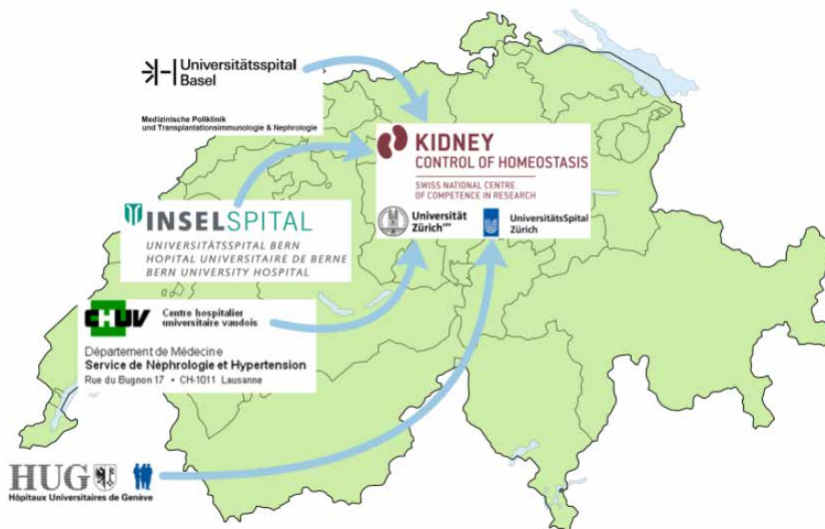 Universitätsspital
Basel
Medizinische Poliklinik
und Transplantationsimmunologie & Nephrologie
KIDNEY
CONTROL OF HOMEOSTASIS
SWISS NATIONAL CENTRE
OF COMPETENCE IN RESEARCH
Universität
Zürich UZH
UniversitätsSpital
Zürich
INSELSPITAL
UNIVERSITÄTSSPITAL BERN
HOPITAL UNIVERSITAIRE DE BERNE
BERN UNIVERSITY HOSPITAL
CHUV
Centre hospitalier
universitaire vaudois
Département de Médecine
Service de Néphrologie et Hypertension
Rue du Bugnon 17 • CH-1011 Lausanne
HUG
Hôpitaux Universitaires de Genève